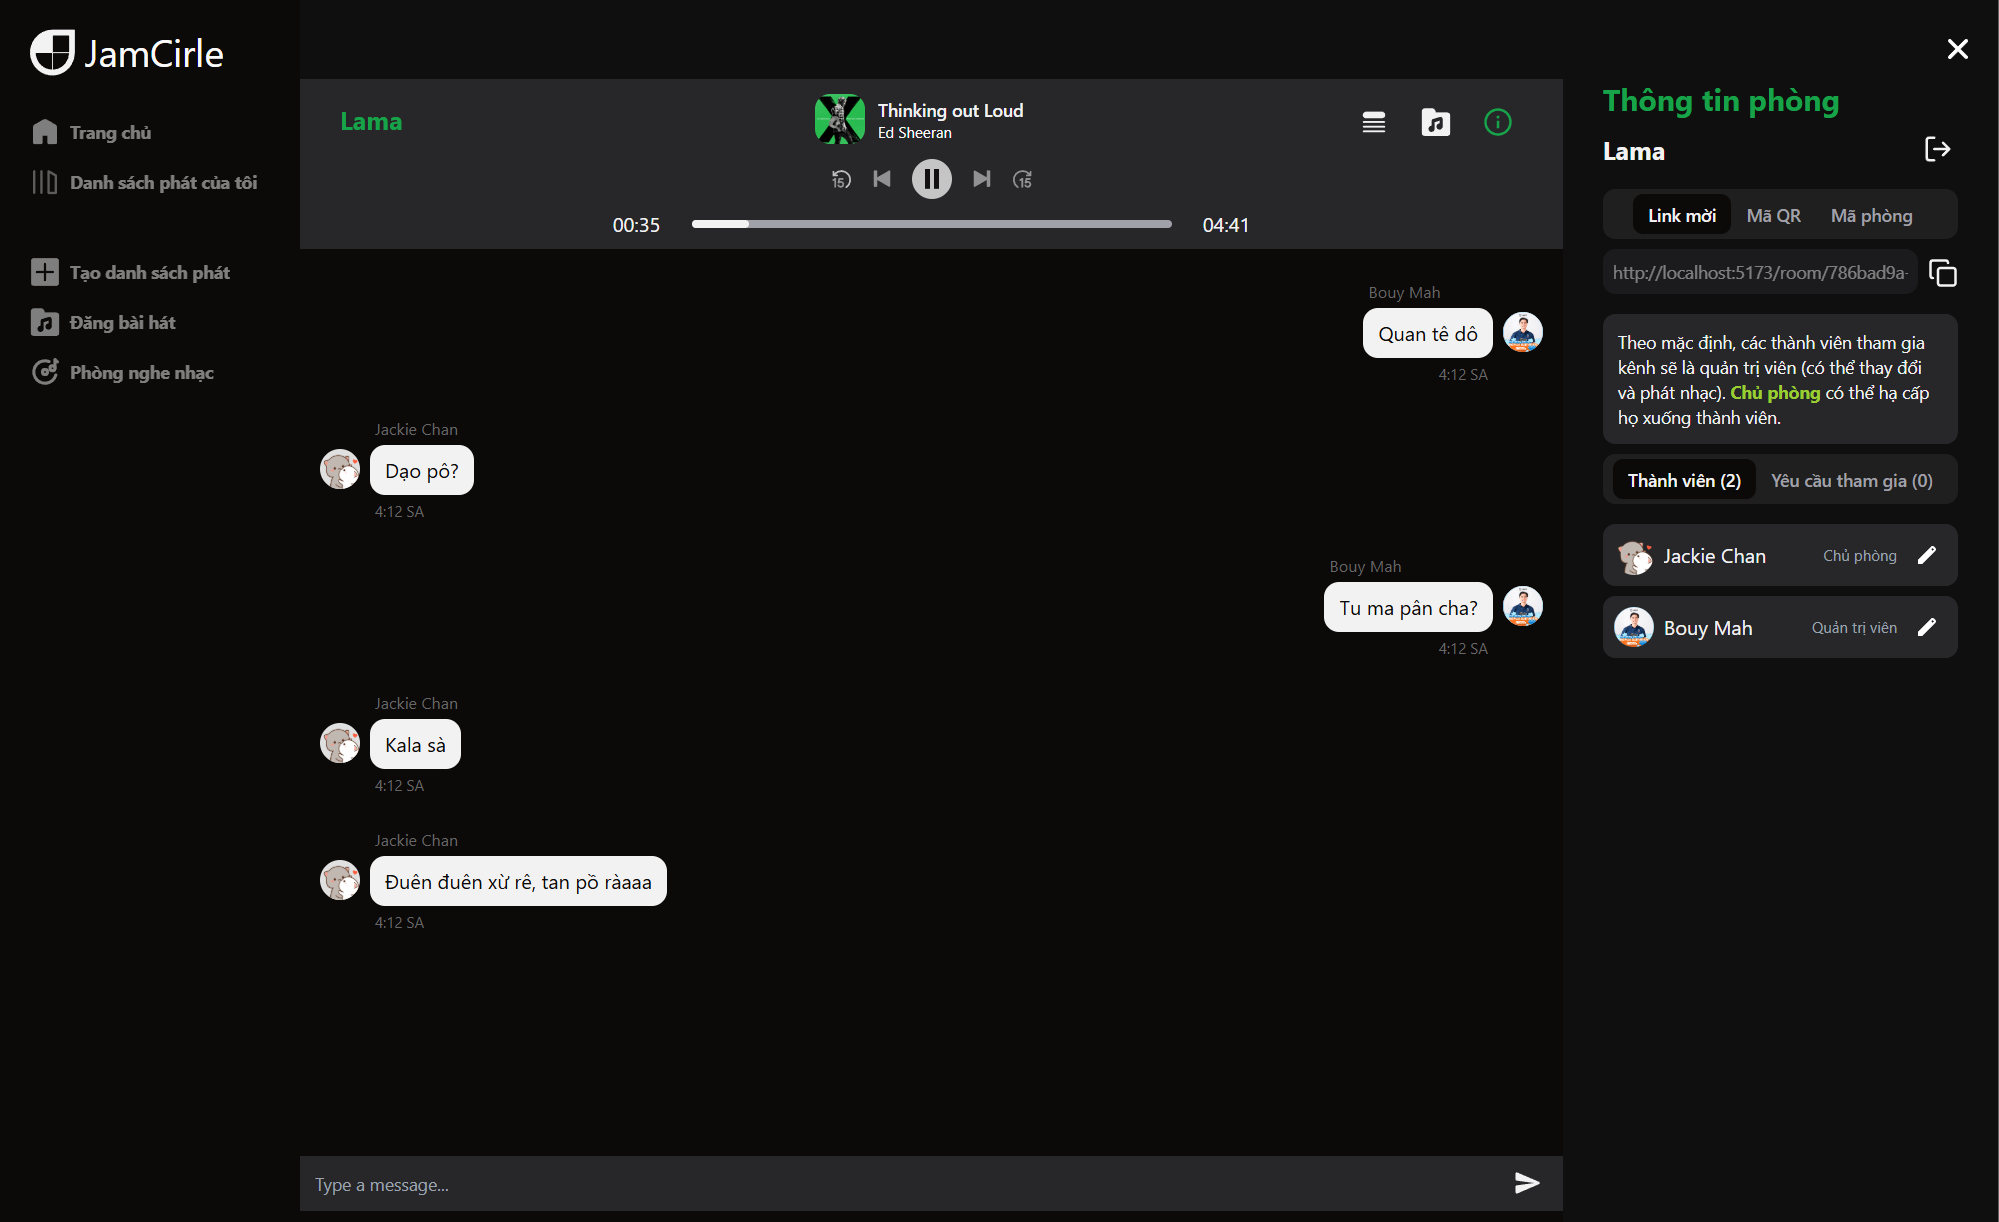 JamCirle
Trang chủ
Danh sách phát của tôi
Tạo danh sách phát
Đăng bài hát
Phòng nghe nhạc
Lama
Thinking out Loud
Ed Sheeran
15
15
00:35
04:41
Bouy Mah
Quan tê dô
4:12 SA
Jackie Chan
Dạo pô?
4:12 SA
Bouy Mah
Tu ma pân cha?
4:12 SA
Jackie Chan
Kala sà
4:12 SA
Jackie Chan
Đuên đuên xừ rê, tan pồ ràaaa
4:12 SA
Type a message...
Thông tin phòng
Lama
Link mời Mã QR Mã phòng
http://localhost:5173/room/786bad9a-
Theo mặc định, các thành viên tham gia
kênh sẽ là quản trị viên (có thể thay đổi
và phát nhạc). Chủ phòng có thể hạ cấp
họ xuống thành viên.
Thành viên (2) Yêu cầu tham gia (0)
Jackie Chan Chủ phòng
Bouy Mah Quản trị viên